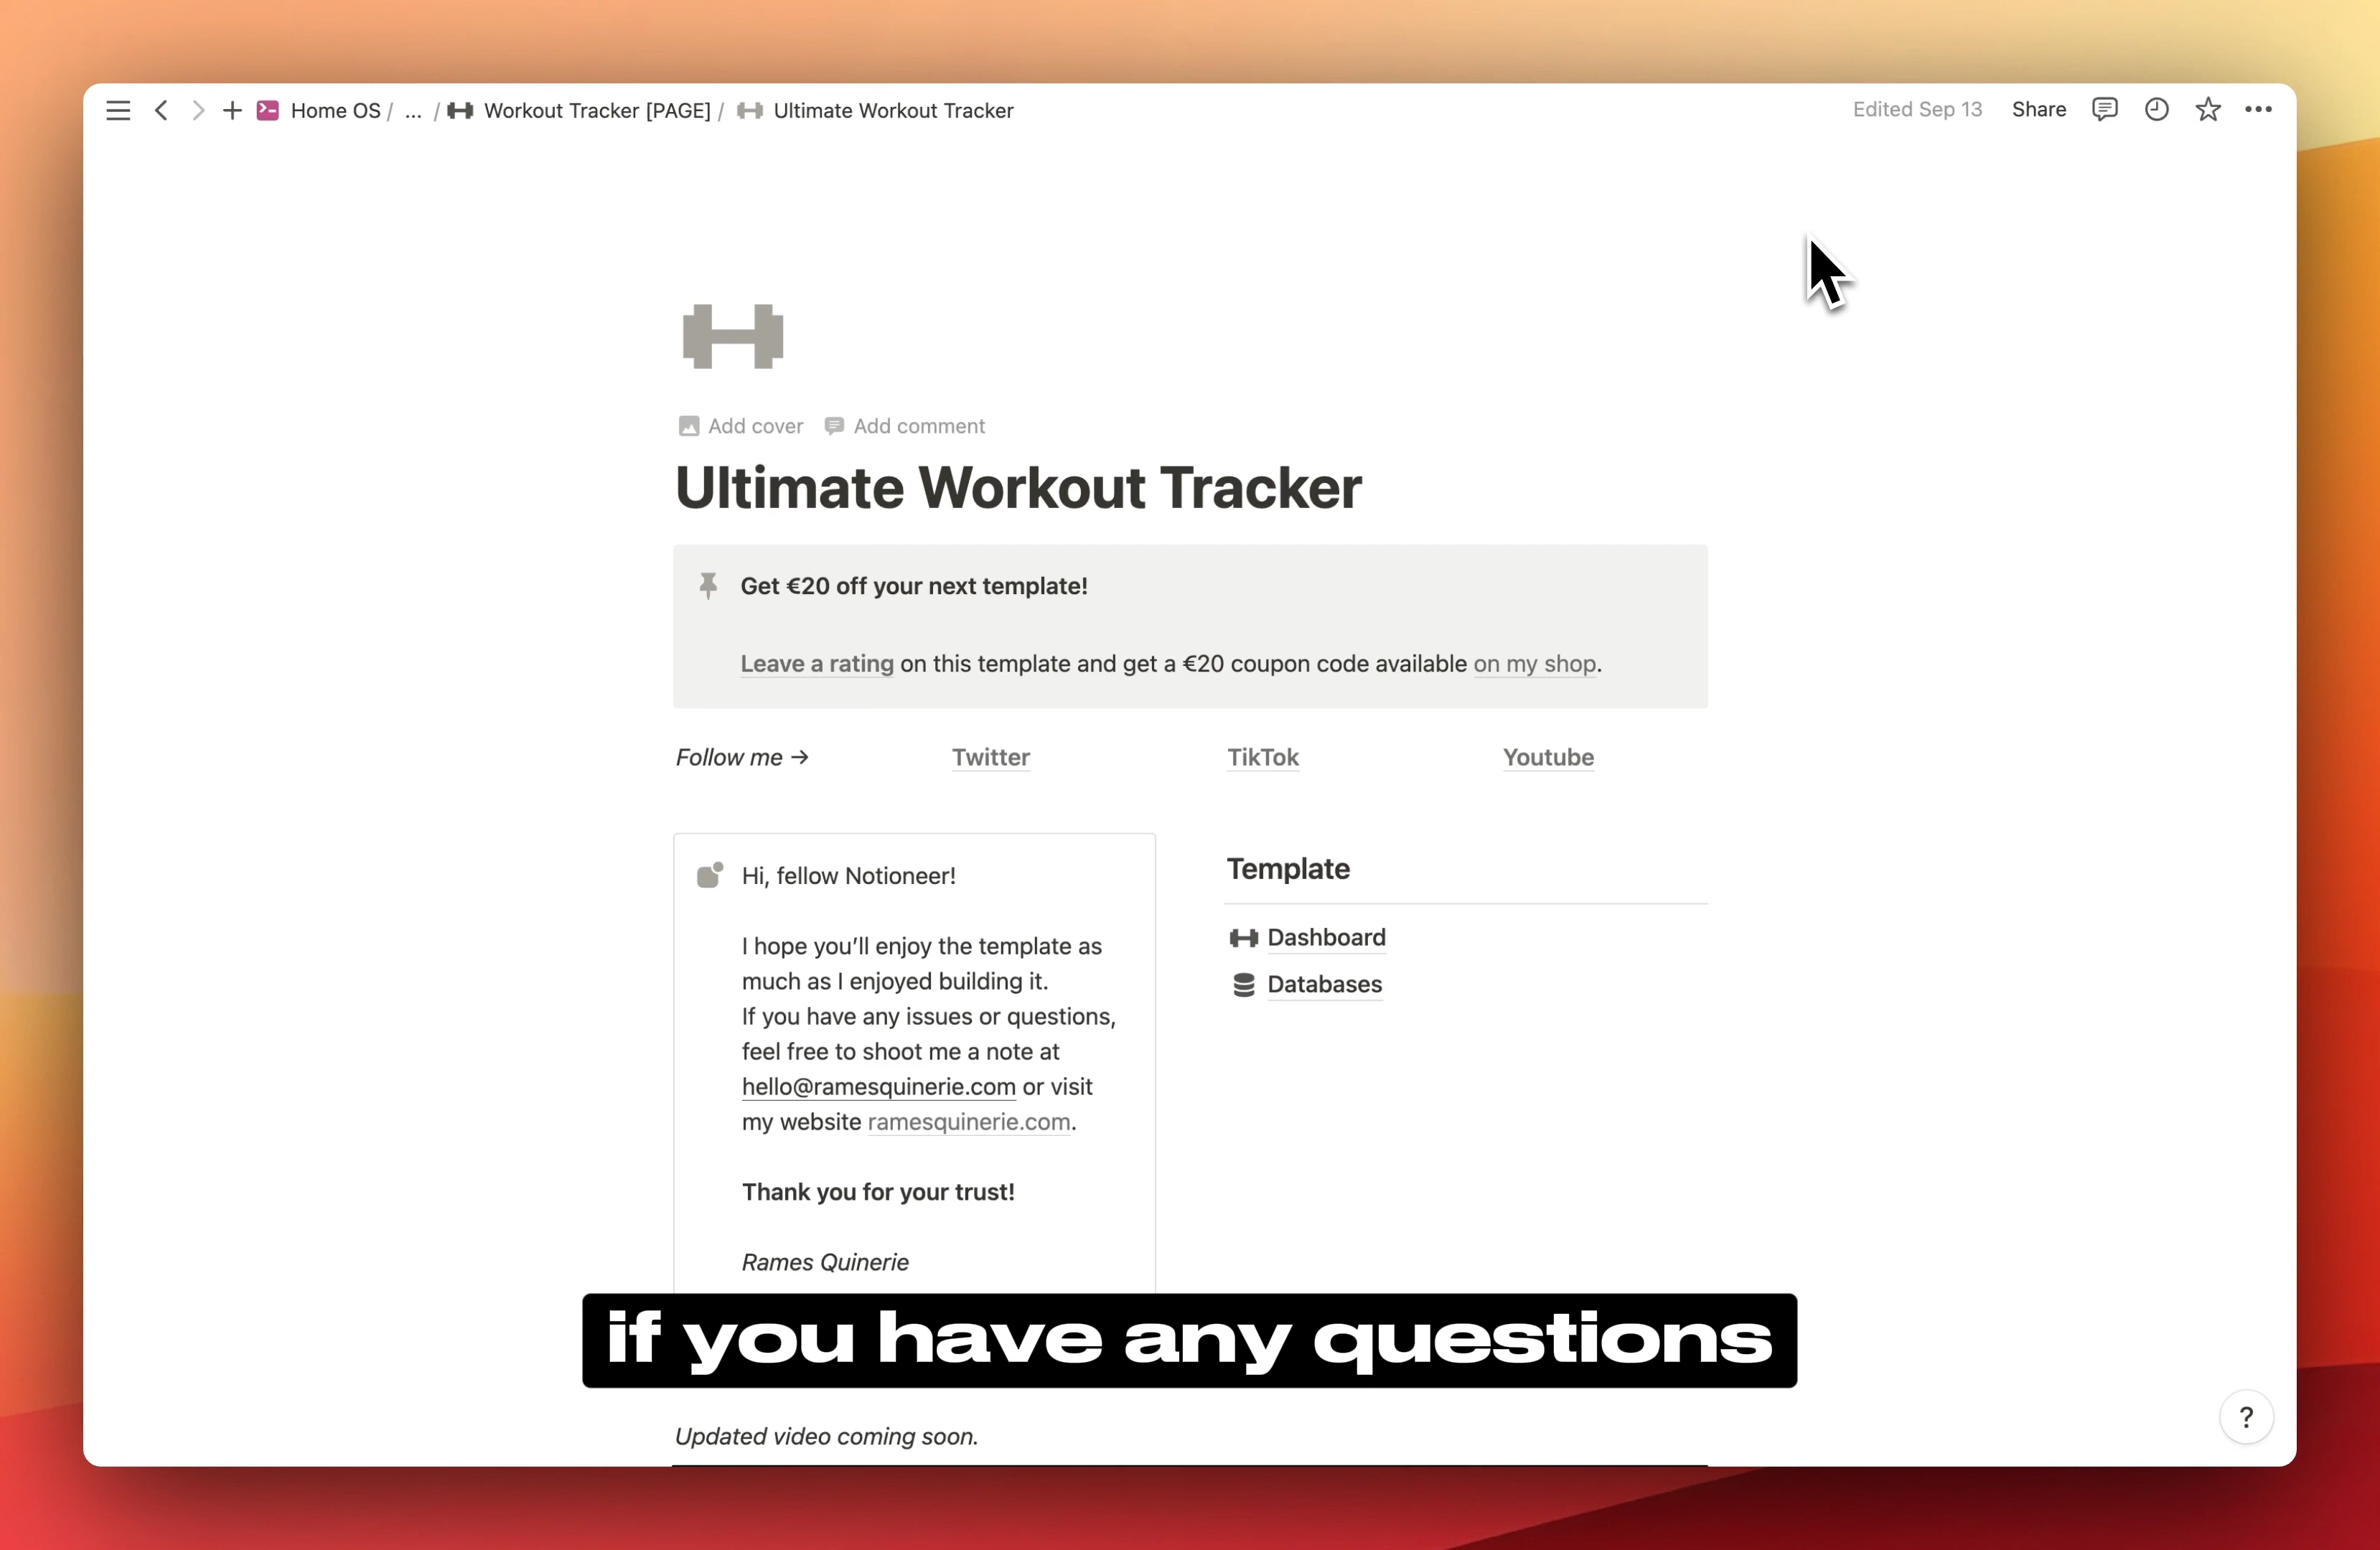 Home OS / ... / Workout Tracker [PAGE] / Ultimate Workout Tracker
Edited Sep 13 Share
Add cover Add comment
Ultimate Workout Tracker
Get €20 off your next template!
Leave a rating on this template and get a €20 coupon code available on my shop.
Follow me → Twitter TikTok Youtube
Hi, fellow Notioneer!
I hope you’ll enjoy the template as
much as I enjoyed building it.
If you have any issues or questions,
feel free to shoot me a note at
hello@ramesquinerie.com or visit
my website ramesquinerie.com.
Thank you for your trust!
Rames Quinerie
Template
Dashboard
Databases
if you have any questions
Updated video coming soon.
?